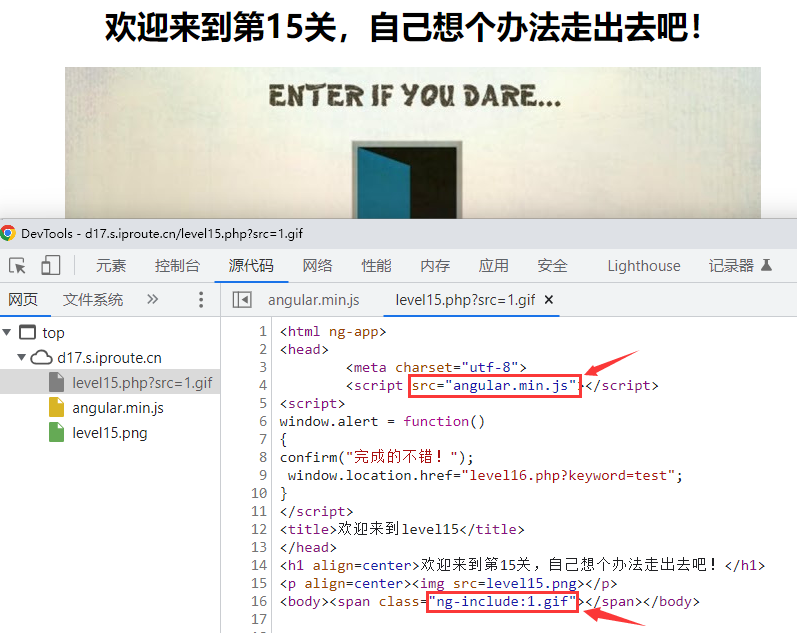 欢迎来到第15关，自己想个办法走出去吧！
ENTER IF YOU DARE...
DevTools - d17.s.iproute.cn/level15.php?src=1.gif
元素 控制台 源代码 网络 性能 内存 应用 安全 Lighthouse 记录器
网页 文件系统 » angular.min.js level15.php?src=1.gif ×
top
d17.s.iproute.cn
level15.php?src=1.gif
angular.min.js
level15.png
1 <html ng-app>
2 <head>
3 <meta charset="utf-8">
4 <script src="angular.min.js"></script>
5 <script>
6 window.alert = function()
7 {
8 confirm("完成的不错！");
9 window.location.href="level16.php?keyword=test";
10 }
11 </script>
12 <title>欢迎来到level15</title>
13 </head>
14 <h1 align=center>欢迎来到第15关，自己想个办法走出去吧！</h1>
15 <p align=center><img src=level15.png></p>
16 <body><span class="ng-include:1.gif"></span></body>
17